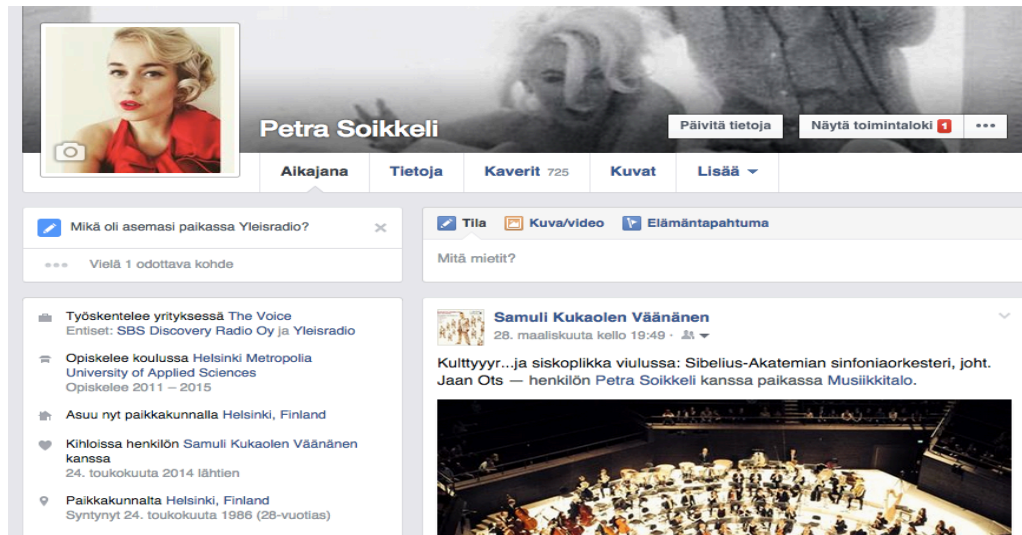 Petra Soikkeli
Päivitä tietoja
Näytä toimintaloki 1
Aikajana
Tietoja
Kaverit 725
Kuvat
Lisää
Mikä oli asemasi paikassa Yleisradio?
Vielä 1 odottava kohde
Työskentelee yrityksessä The Voice
Entiset: SBS Discovery Radio Oy ja Yleisradio
Opiskelee koulussa Helsinki Metropolia
University of Applied Sciences
Opiskelee 2011 – 2015
Asuu nyt paikkakunnalla Helsinki, Finland
Kihloissa henkilön Samuli Kukaolen Väänänen
kanssa
24. toukokuuta 2014 lähtien
Paikkakunnalta Helsinki, Finland
Syntynyt 24. toukokuuta 1986 (28-vuotias)
Tila
Kuva/video
Elämäntapahtuma
Mitä mietit?
Samuli Kukaolen Väänänen
28. maaliskuuta kello 19:49 ·
Kulttyyyr...ja siskoplikka viulussa: Sibelius-Akatemian sinfoniaorkesteri, joht.
Jaan Ots — henkilön Petra Soikkeli kanssa paikassa Musiikkitalo.